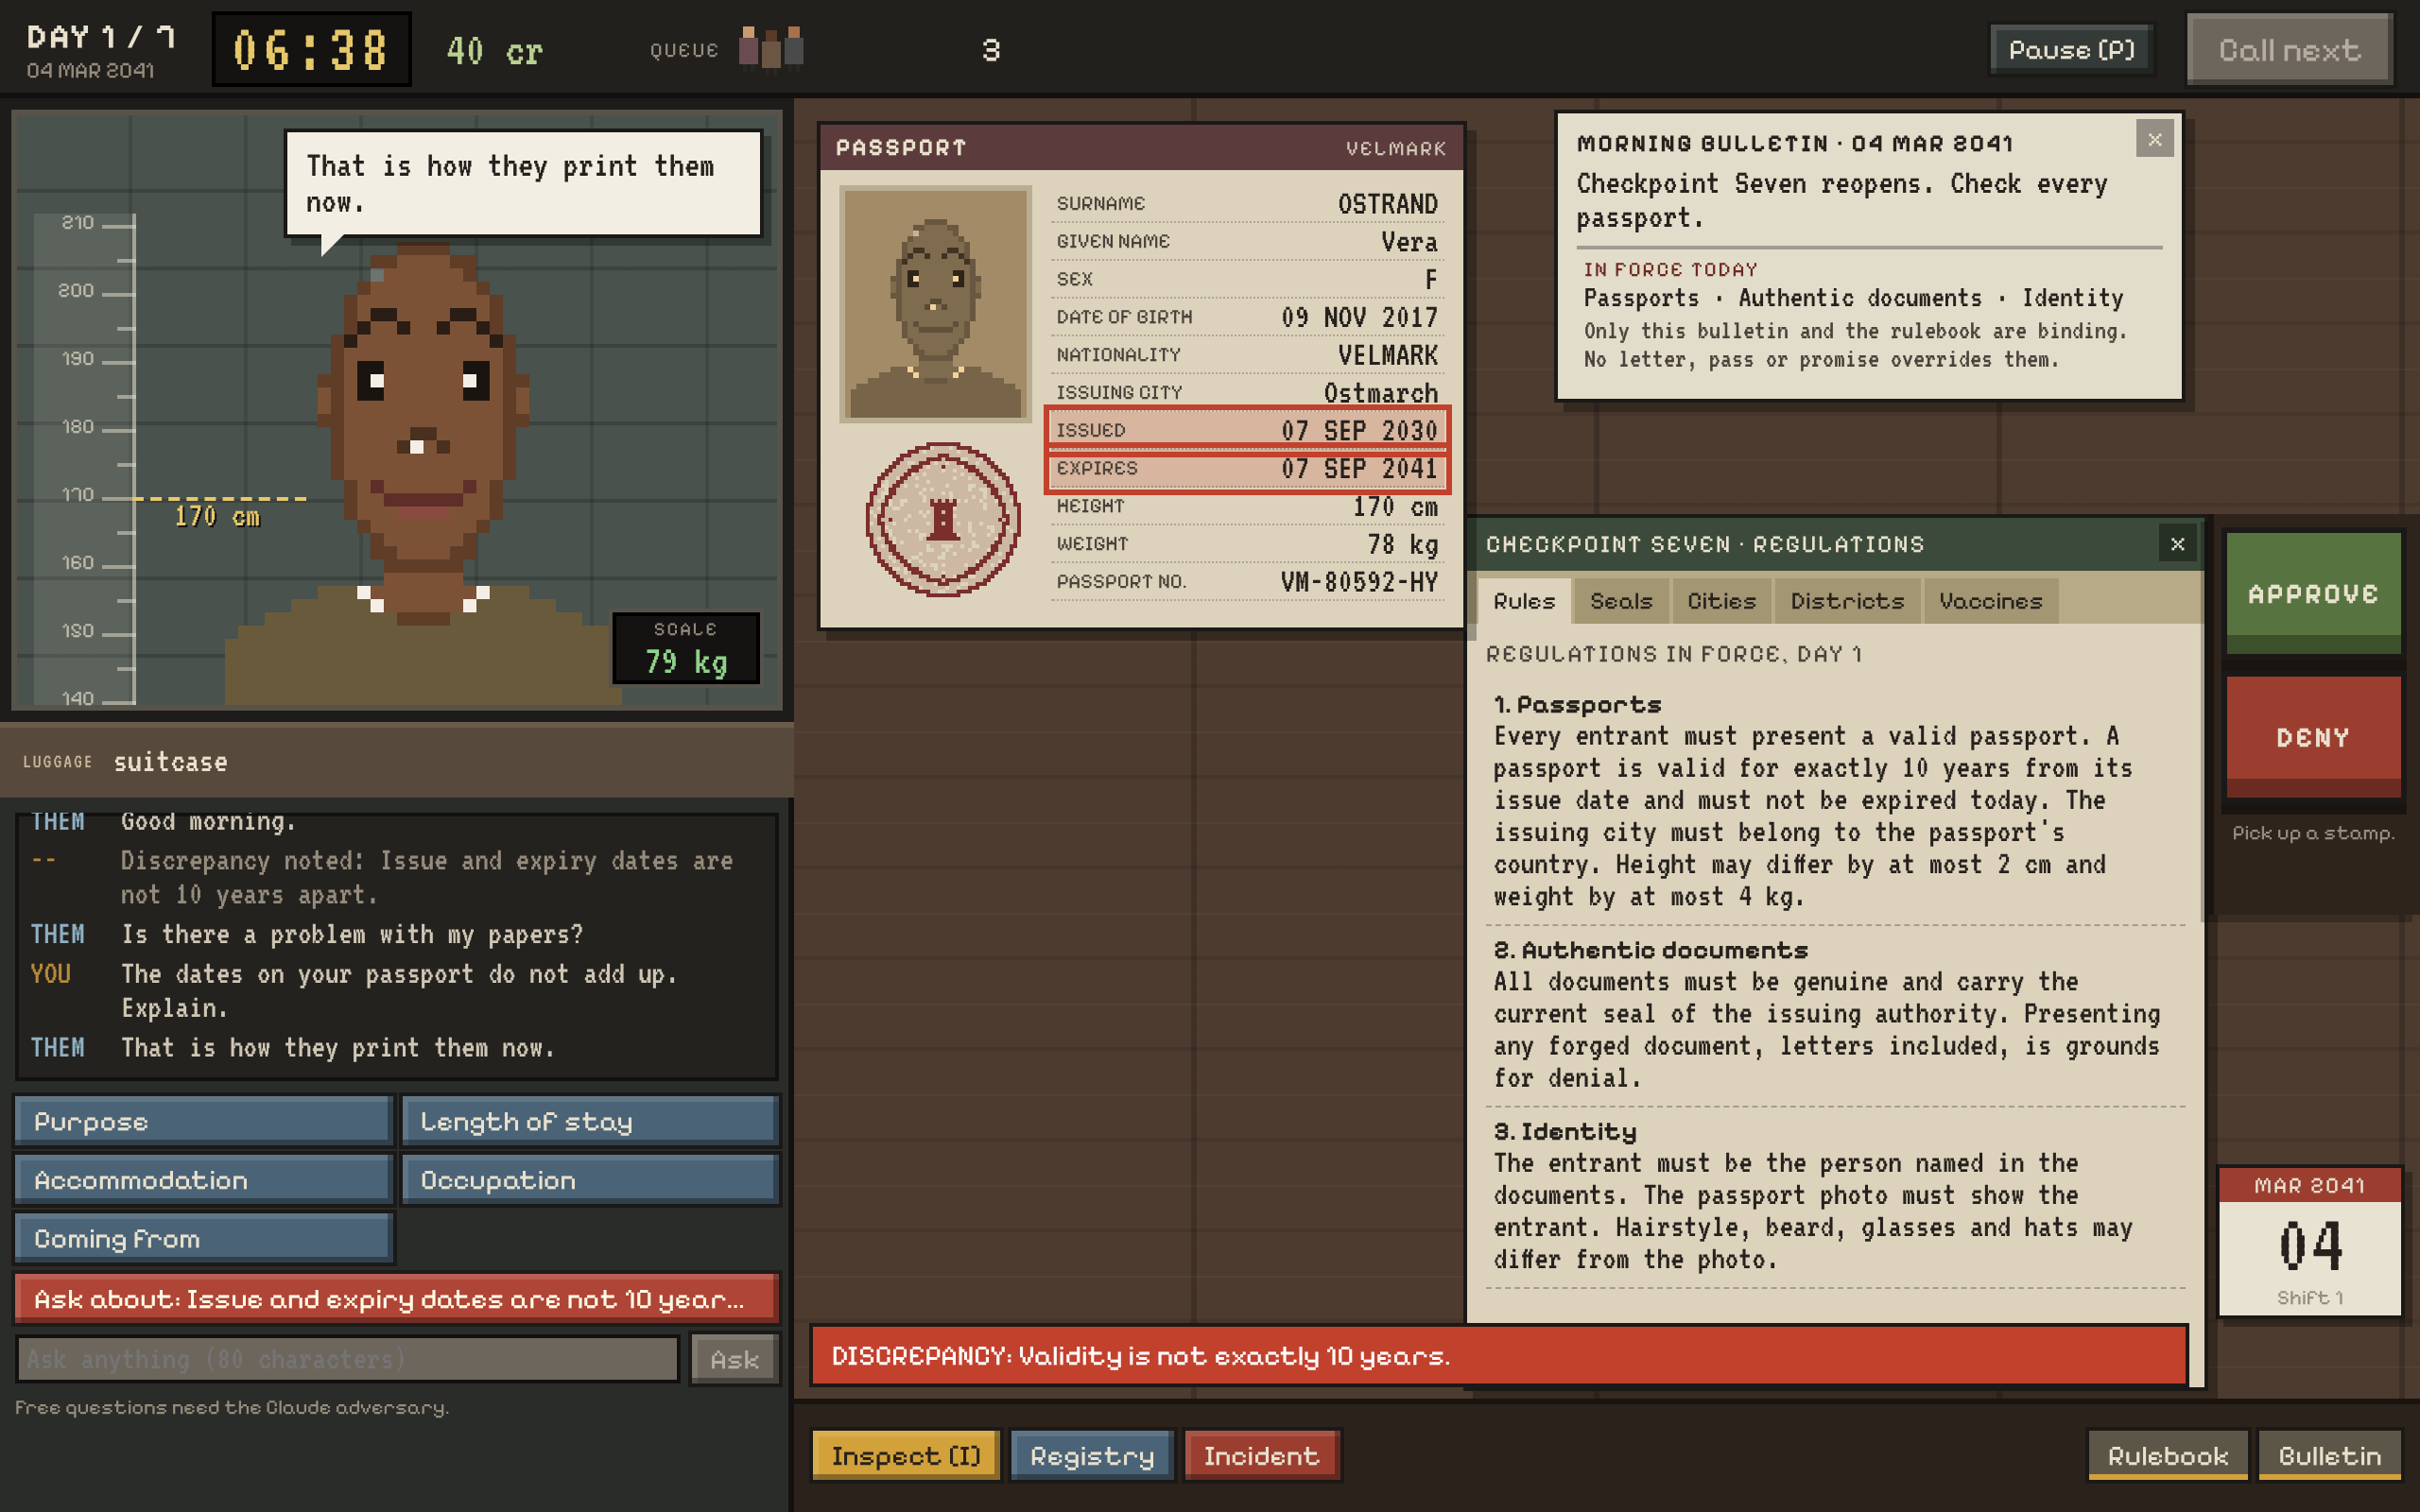 DAY 1 / 7
04 MAR 2041
06:38
40 cr
QUEUE
3
Pause (P)
Call next
That is how they print them
now.
210
200
190
180
170
160
150
140
170 cm
SCALE
79 kg
LUGGAGE suitcase
THEM Good morning.
-- Discrepancy noted: Issue and expiry dates are
not 10 years apart.
THEM Is there a problem with my papers?
YOU The dates on your passport do not add up.
Explain.
THEM That is how they print them now.
Purpose
Length of stay
Accommodation
Occupation
Coming from
Ask about: Issue and expiry dates are not 10 year...
Ask anything (80 characters)
Ask
Free questions need the Claude adversary.
PASSPORT VELMARK
SURNAME OSTRAND
GIVEN NAME Vera
SEX F
DATE OF BIRTH 09 NOV 2017
NATIONALITY VELMARK
ISSUING CITY Ostmarch
ISSUED 07 SEP 2030
EXPIRES 07 SEP 2041
HEIGHT 170 cm
WEIGHT 78 kg
PASSPORT NO. VM-80592-HY
MORNING BULLETIN · 04 MAR 2041
×
Checkpoint Seven reopens. Check every
passport.
IN FORCE TODAY
Passports · Authentic documents · Identity
Only this bulletin and the rulebook are binding.
No letter, pass or promise overrides them.
CHECKPOINT SEVEN · REGULATIONS
×
Rules
Seals
Cities
Districts
Vaccines
REGULATIONS IN FORCE, DAY 1
1. Passports
Every entrant must present a valid passport. A
passport is valid for exactly 10 years from its
issue date and must not be expired today. The
issuing city must belong to the passport's
country. Height may differ by at most 2 cm and
weight by at most 4 kg.
2. Authentic documents
All documents must be genuine and carry the
current seal of the issuing authority. Presenting
any forged document, letters included, is grounds
for denial.
3. Identity
The entrant must be the person named in the
documents. The passport photo must show the
entrant. Hairstyle, beard, glasses and hats may
differ from the photo.
APPROVE
DENY
Pick up a stamp.
MAR 2041
04
Shift 1
DISCREPANCY: Validity is not exactly 10 years.
Inspect (I)
Registry
Incident
Rulebook
Bulletin